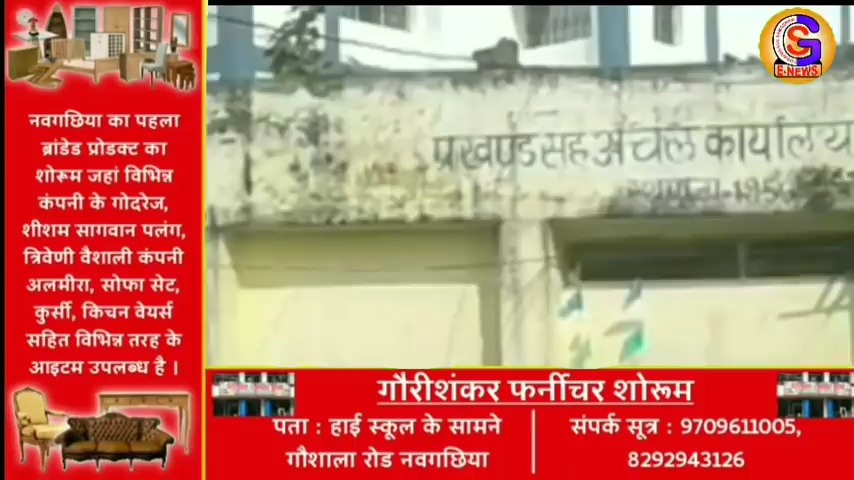 नवगछिया का पहला
ब्रांडेड प्रोडक्ट का
शोरूम जहां विभिन्न
कंपनी के गोदरेज,
शीशम सागवान पलंग,
त्रिवेणी वैशाली कंपनी
अलमीरा, सोफा सेट,
कुर्सी, किचन वेयर्स
सहित विभिन्न तरह के
आइटम उपलब्ध है ।
E-NEWS
प्रखण्ड सह अंचल कार्यालय
गौरीशंकर फर्नीचर शोरूम
पता : हाई स्कूल के सामने
गौशाला रोड नवगछिया
संपर्क सूत्र : 9709611005,
8292943126